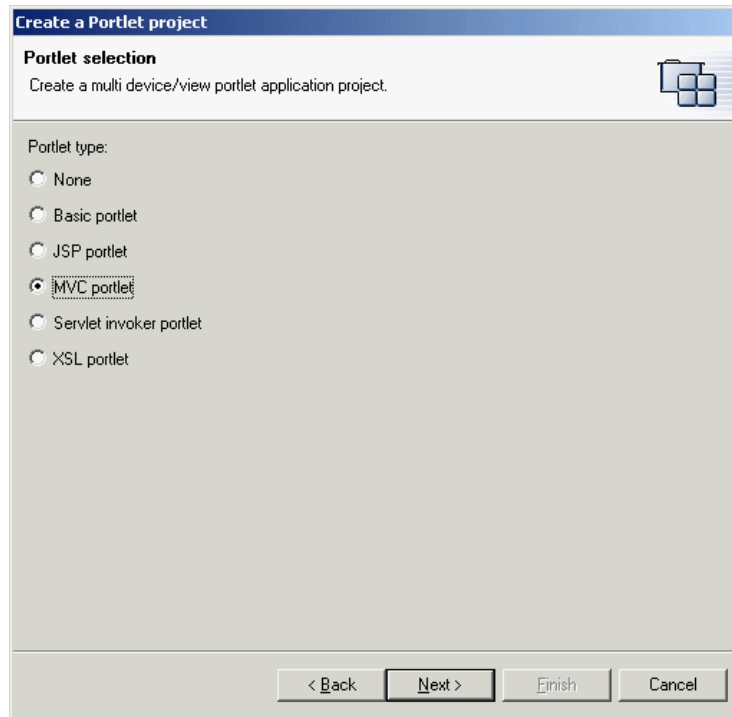 Create a Portlet project
Portlet selection
Create a multi device/view portlet application project.
Portlet type:
None
Basic portlet
JSP portlet
MVC portlet
Servlet invoker portlet
XSL portlet
< Back Next > Finish Cancel